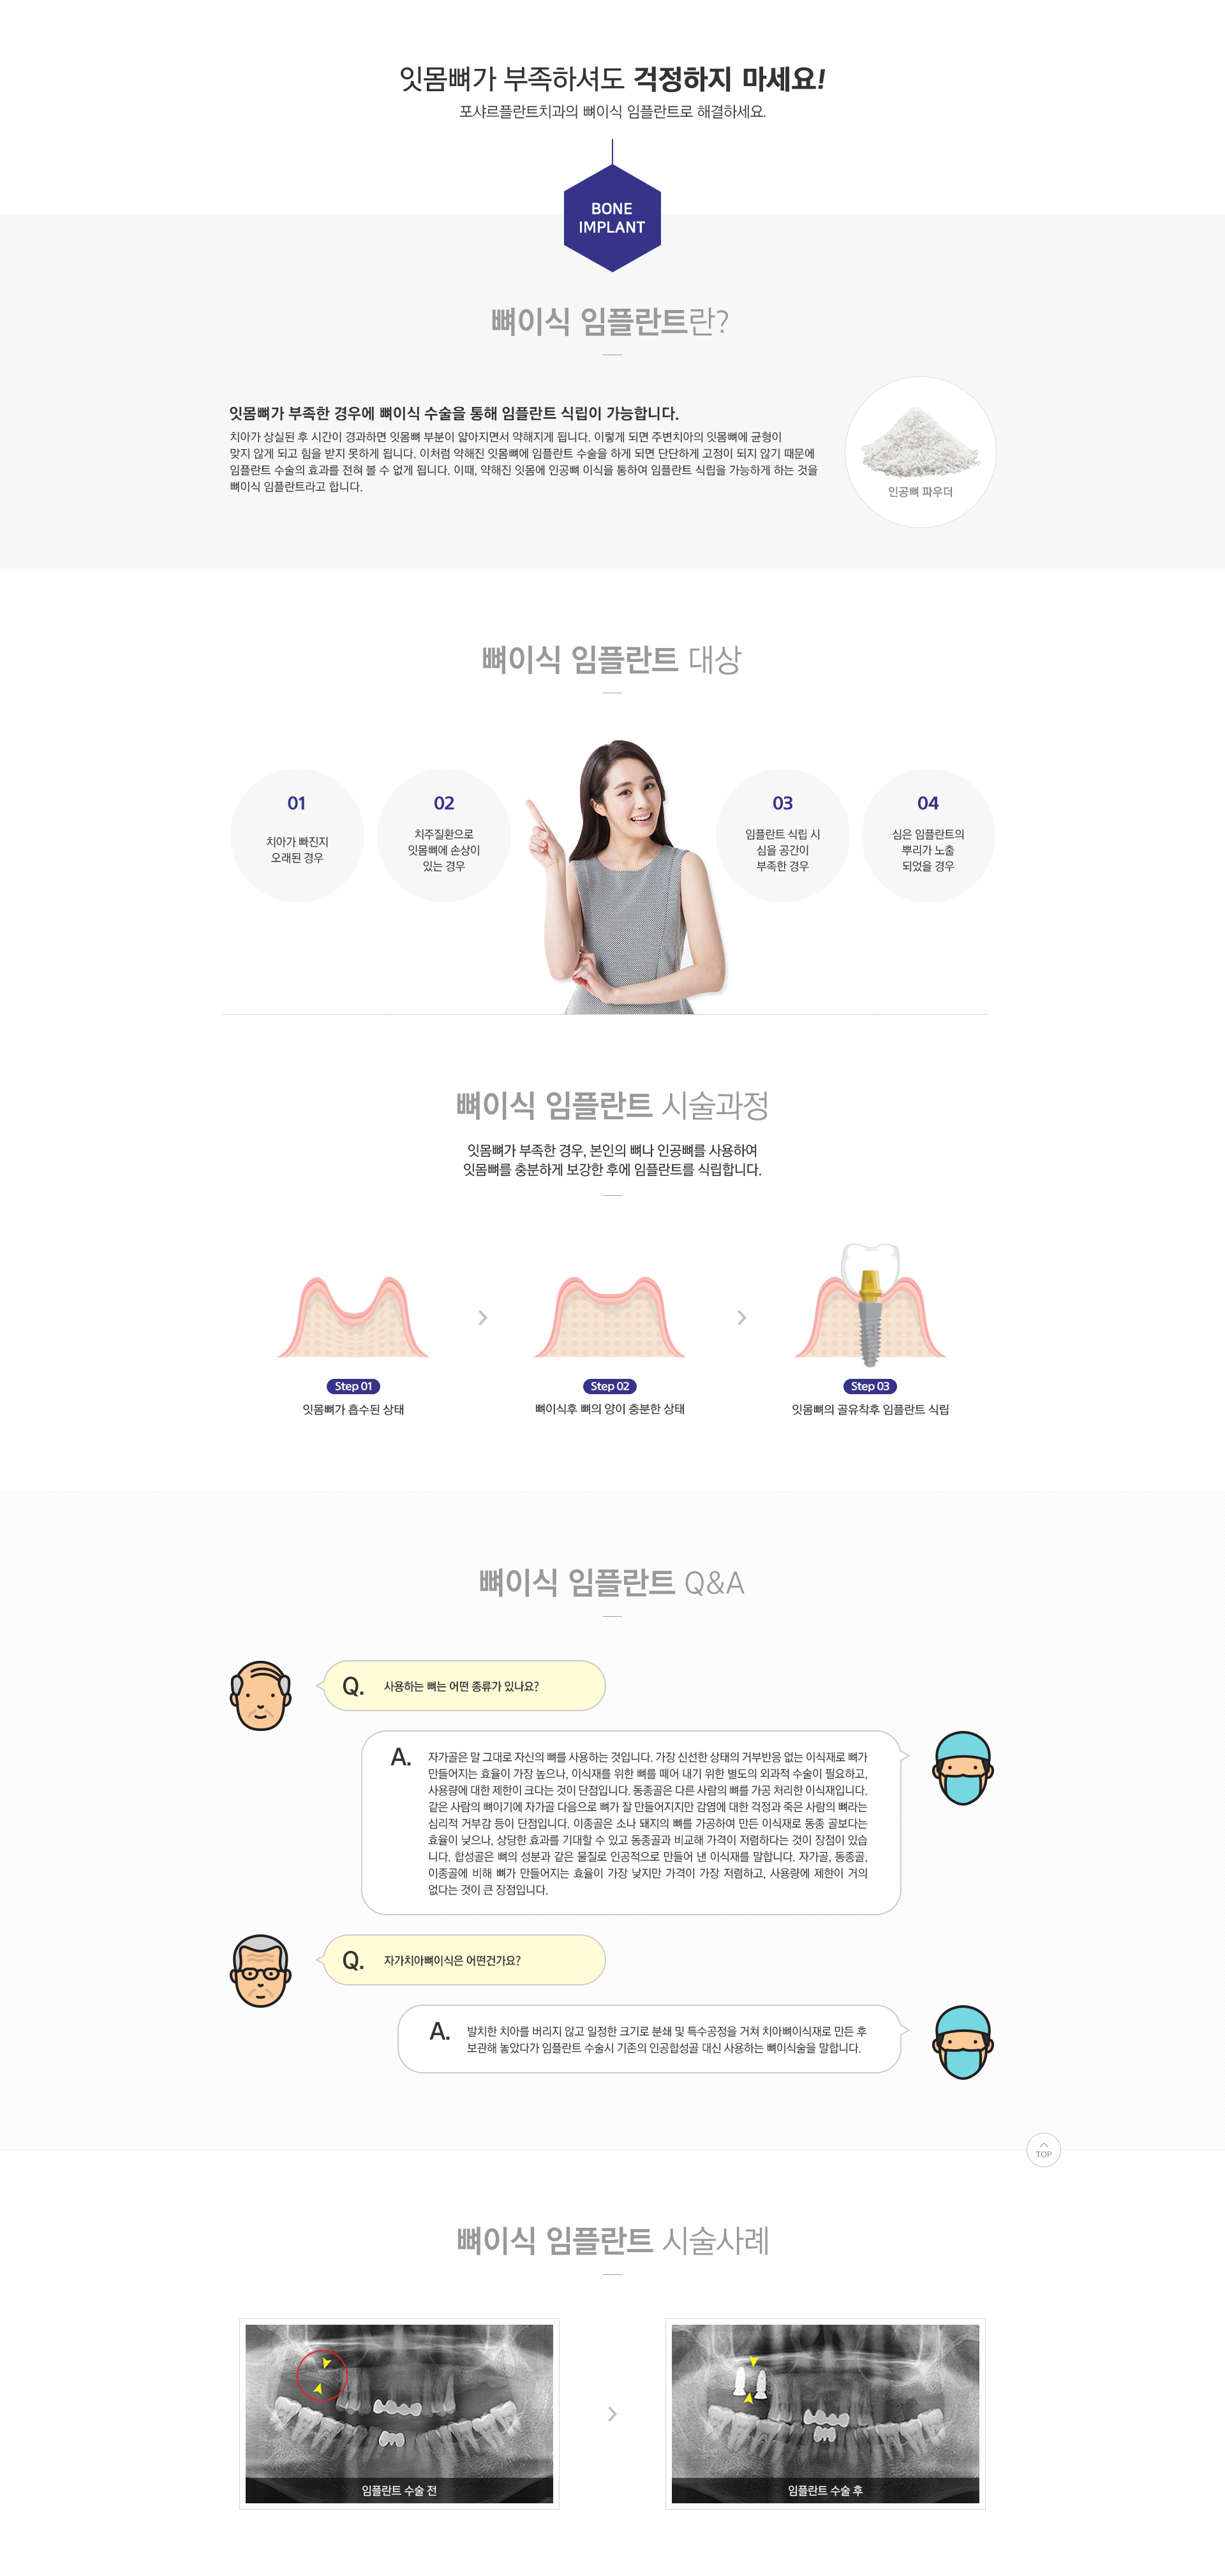 잇몸뼈가 부족하셔도 걱정하지 마세요!
포샤르플란트치과의 뼈이식 임플란트로 해결하세요.
BONE
IMPLANT
뼈이식 임플란트란?
잇몸뼈가 부족한 경우에 뼈이식 수술을 통해 임플란트 식립이 가능합니다.
치아가 상실된 후 시간이 경과하면 잇몸뼈 부분이 얇아지면서 약해지게 됩니다. 이렇게 되면 주변치아의 잇몸뼈에 균형이
맞지 않게 되고 힘을 받지 못하게 됩니다. 이처럼 약해진 잇몸뼈에 임플란트 수술을 하게 되면 단단하게 고정이 되지 않기 때문에
임플란트 수술의 효과를 전혀 볼 수 없게 됩니다. 이때, 약해진 잇몸에 인공뼈 이식을 통하여 임플란트 식립을 가능하게 하는 것을
뼈이식 임플란트라고 합니다.
인공뼈 파우더
뼈이식 임플란트 대상
01
치아가 빠진지
오래된 경우
02
치주질환으로
잇몸뼈에 손상이
있는 경우
03
임플란트 식립 시
심을 공간이
부족한 경우
04
심은 임플란트의
뿌리가 노출
되었을 경우
뼈이식 임플란트 시술과정
잇몸뼈가 부족한 경우, 본인의 뼈나 인공뼈를 사용하여
잇몸뼈를 충분하게 보강한 후에 임플란트를 식립합니다.
Step 01
잇몸뼈가 흡수된 상태
Step 02
뼈이식후 뼈의 양이 충분한 상태
Step 03
잇몸뼈의 골유착후 임플란트 식립
뼈이식 임플란트 Q&A
Q. 사용하는 뼈는 어떤 종류가 있나요?
A. 자가골은 말 그대로 자신의 뼈를 사용하는 것입니다. 가장 신선한 상태의 거부반응 없는 이식재로 뼈가
만들어지는 효율이 가장 높으나, 이식재를 위한 뼈를 떼어 내기 위한 별도의 외과적 수술이 필요하고,
사용량에 대한 제한이 크다는 것이 단점입니다. 동종골은 다른 사람의 뼈를 가공 처리한 이식재입니다.
같은 사람의 뼈이기에 자가골 다음으로 뼈가 잘 만들어지지만 감염에 대한 걱정과 죽은 사람의 뼈라는
심리적 거부감 등이 단점입니다. 이종골은 소나 돼지의 뼈를 가공하여 만든 이식재로 동종 골보다는
효율이 낮으나, 상당한 효과를 기대할 수 있고 동종골과 비교해 가격이 저렴하다는 것이 장점이 있습
니다. 합성골은 뼈의 성분과 같은 물질로 인공적으로 만들어 낸 이식재를 말합니다. 자가골, 동종골,
이종골에 비해 뼈가 만들어지는 효율이 가장 낮지만 가격이 가장 저렴하고, 사용량에 제한이 거의
없다는 것이 큰 장점입니다.
Q. 자가치아뼈이식은 어떤건가요?
A. 발치한 치아를 버리지 않고 일정한 크기로 분쇄 및 특수공정을 거쳐 치아뼈이식재로 만든 후
보관해 놓았다가 임플란트 수술시 기존의 인공합성골 대신 사용하는 뼈이식술을 말합니다.
TOP
뼈이식 임플란트 시술사례
임플란트 수술 전
임플란트 수술 후